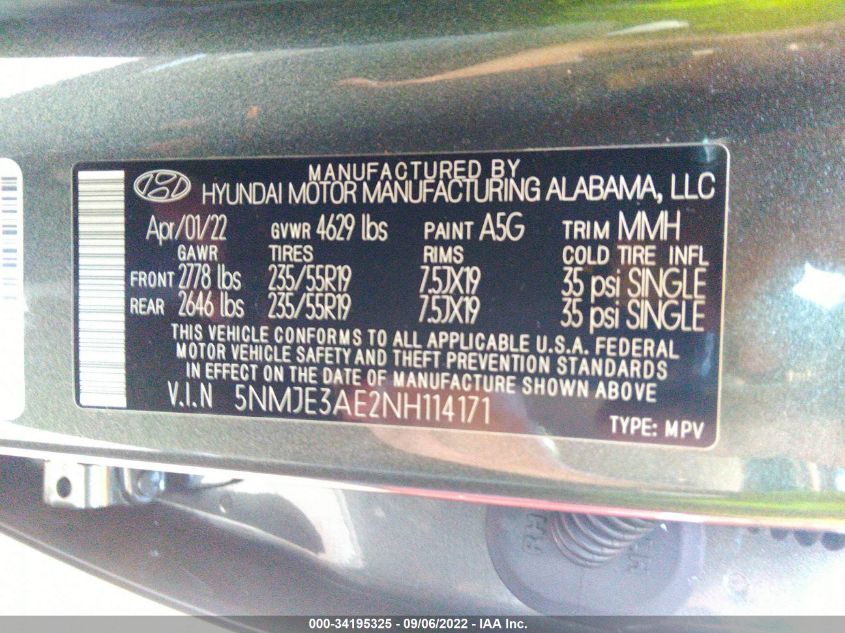 MANUFACTURED BY
HYUNDAI MOTOR MANUFACTURING ALABAMA, LLC
Apr/01/22 GVWR 4629 lbs PAINT A5G TRIM MMH
GAWR TIRES RIMS COLD TIRE INFL
FRONT 2778 lbs 235/55R19 7.5JX19 35 psi SINGLE
REAR 2646 lbs 235/55R19 7.5JX19 35 psi SINGLE
THIS VEHICLE CONFORMS TO ALL APPLICABLE U.S.A. FEDERAL
MOTOR VEHICLE SAFETY AND THEFT PREVENTION STANDARDS
IN EFFECT ON THE DATE OF MANUFACTURE SHOWN ABOVE
V.I.N 5NMJE3AE2NH114171
TYPE: MPV
RH
000-34195325 - 09/06/2022 - IAA Inc.